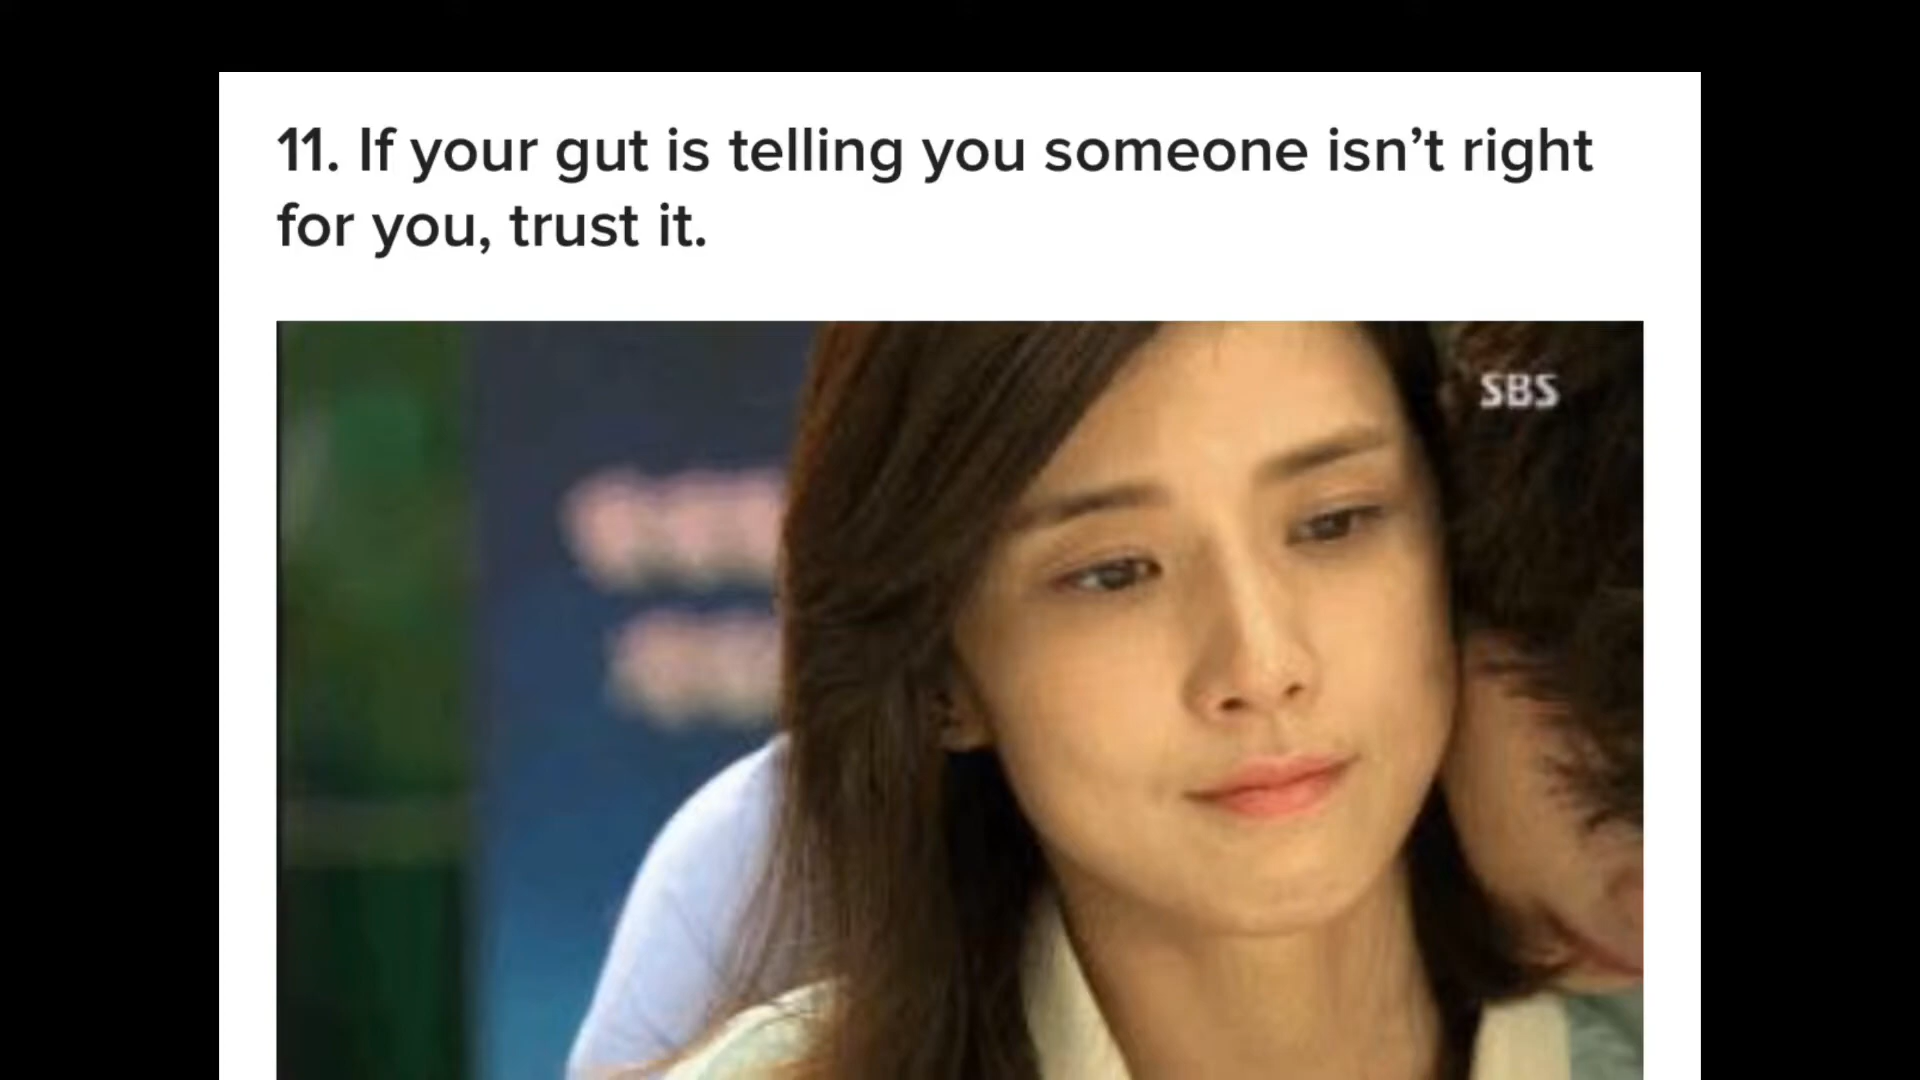 11. If your gut is telling you someone isn’t right
for you, trust it.
SBS